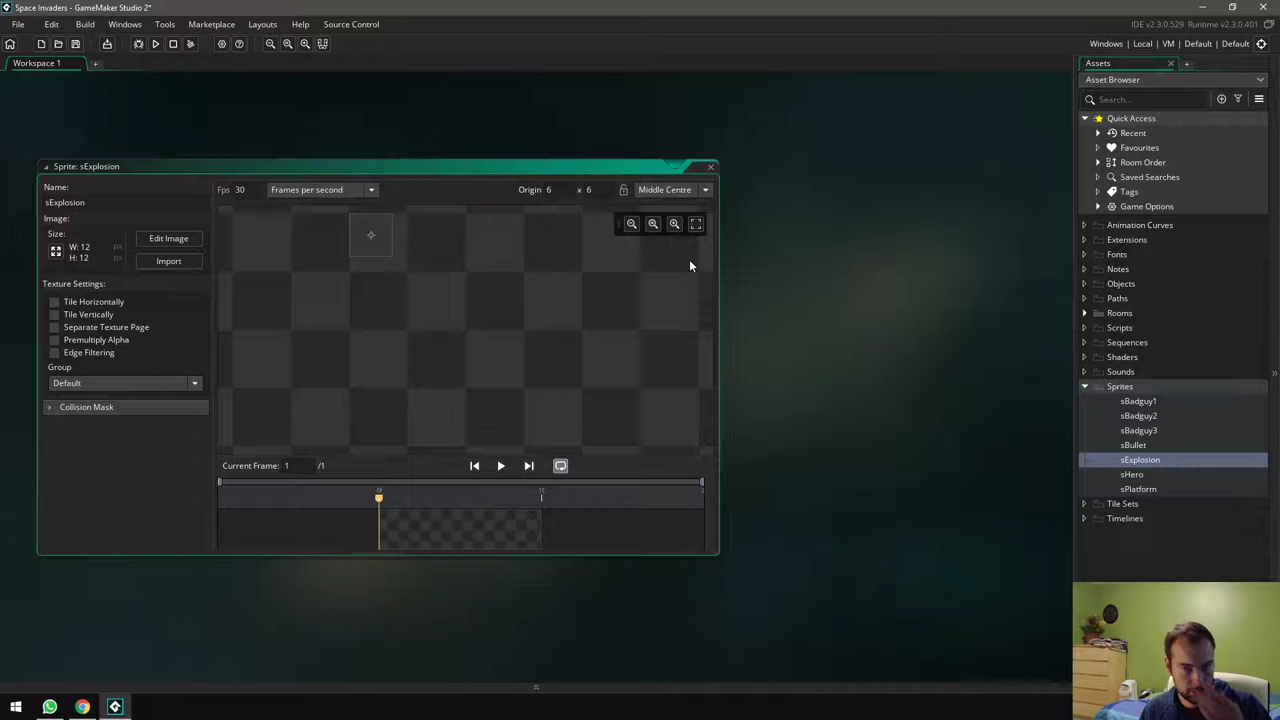 Space Invaders - GameMaker Studio 2*
File Edit Build Windows Tools Marketplace Layouts Help Source Control
IDE v2.3.0.529 Runtime v2.3.0.401
Windows | Local | VM | Default | Default
Workspace 1
Assets
Asset Browser
Search...
Quick Access
Recent
Favourites
Room Order
Saved Searches
Tags
Game Options
Animation Curves
Extensions
Fonts
Notes
Objects
Paths
Rooms
Scripts
Sequences
Shaders
Sounds
Sprites
sBadguy1
sBadguy2
sBadguy3
sBullet
sExplosion
sHero
sPlatform
Tile Sets
Timelines
Sprite: sExplosion
Name:
sExplosion
Image:
Size:
W: 12 px
H: 12 px
Edit Image
Import
Texture Settings:
Tile Horizontally
Tile Vertically
Separate Texture Page
Premultiply Alpha
Edge Filtering
Group
Default
Collision Mask
Fps 30 Frames per second
Origin 6 x 6 Middle Centre
Current Frame: 1 /1
0f